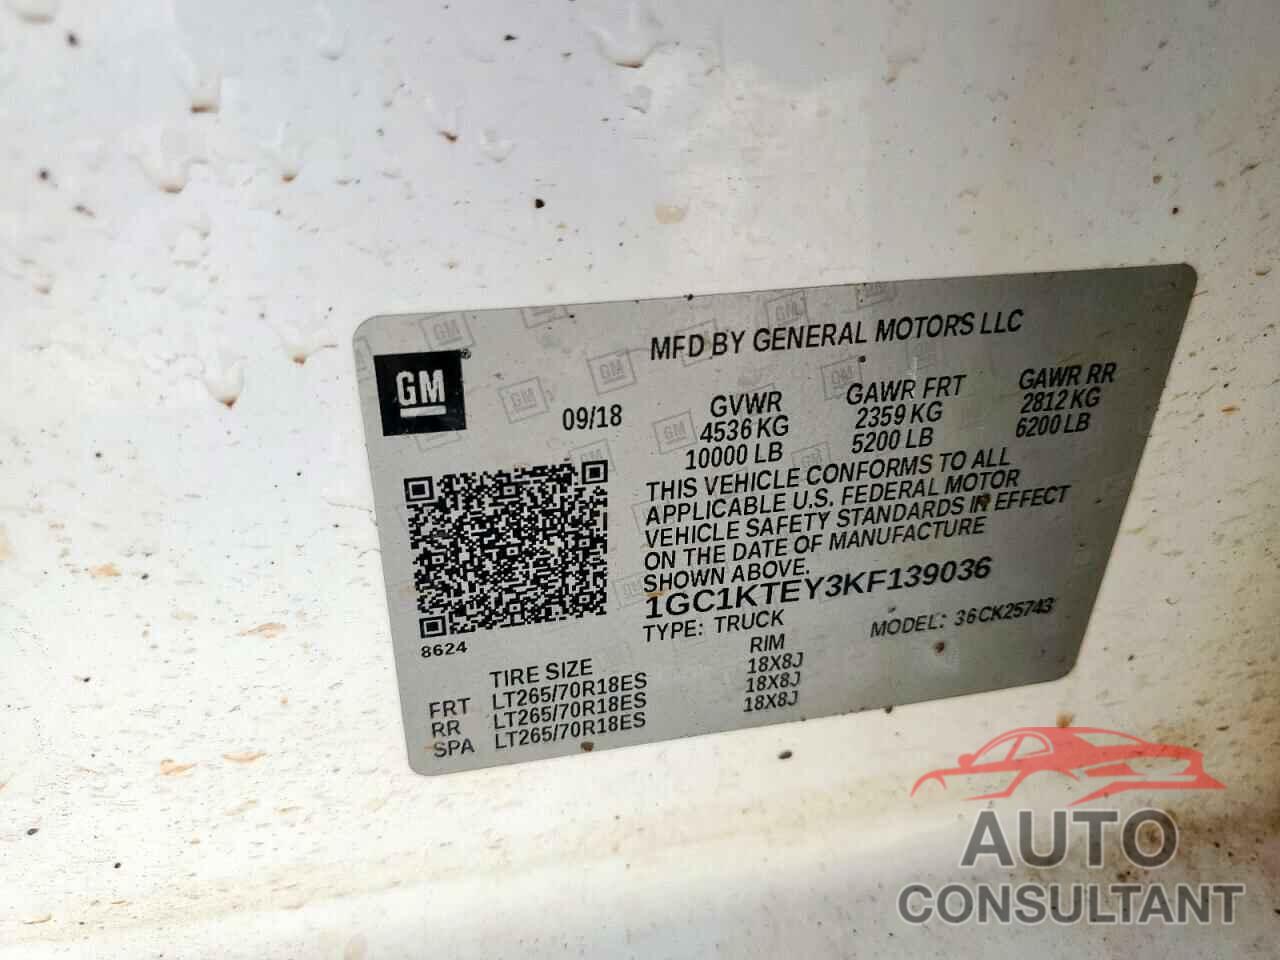 MFD BY GENERAL MOTORS LLC
GM®
09/18
GVWR GAWR FRT GAWR RR
4536 KG 2359 KG 2812 KG
10000 LB 5200 LB 6200 LB
THIS VEHICLE CONFORMS TO ALL
APPLICABLE U.S. FEDERAL MOTOR
VEHICLE SAFETY STANDARDS IN EFFECT
ON THE DATE OF MANUFACTURE
SHOWN ABOVE.
1GC1KTEY3KF139036
TYPE: TRUCK MODEL: 36CK25743
8624
TIRE SIZE RIM
FRT LT265/70R18ES 18X8J
RR LT265/70R18ES 18X8J
SPA LT265/70R18ES 18X8J
AUTO
CONSULTANT